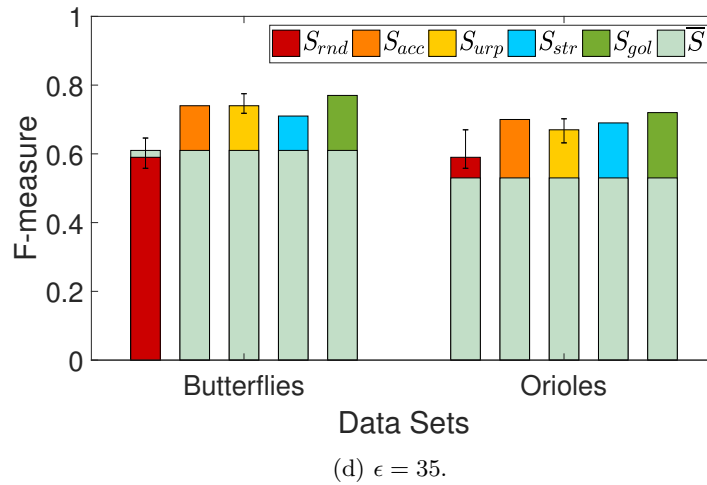 S_rnd S_acc S_urp S_str S_gol S̅
1
0.8
0.6
0.4
0.2
0
F-measure
Butterflies Orioles
Data Sets
(d) ϵ = 35.